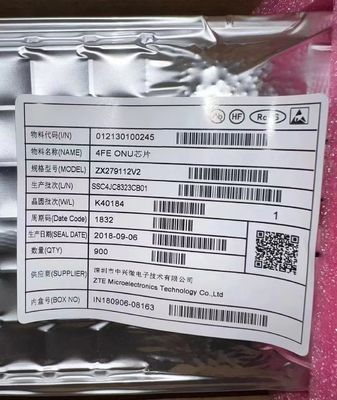 Pb HF RoHS
物料代码(I/N) 012130100245
物料名称(NAME) 4FE ONU芯片
规格型号(MODEL) ZX279112V2
生产批次(L/N) SSC4JC8323CB01
晶圆批次(W/L) K40184
周期码(Date Code) 1832 1
生产日期(SEAL DATE) 2018-09-06
数量(QTY) 900
供应商(SUPPLIER) 深圳市中兴微电子技术有限公司
ZTE Microelectronics Technology Co.,Ltd
内盒号(BOX NO) IN180906-08163